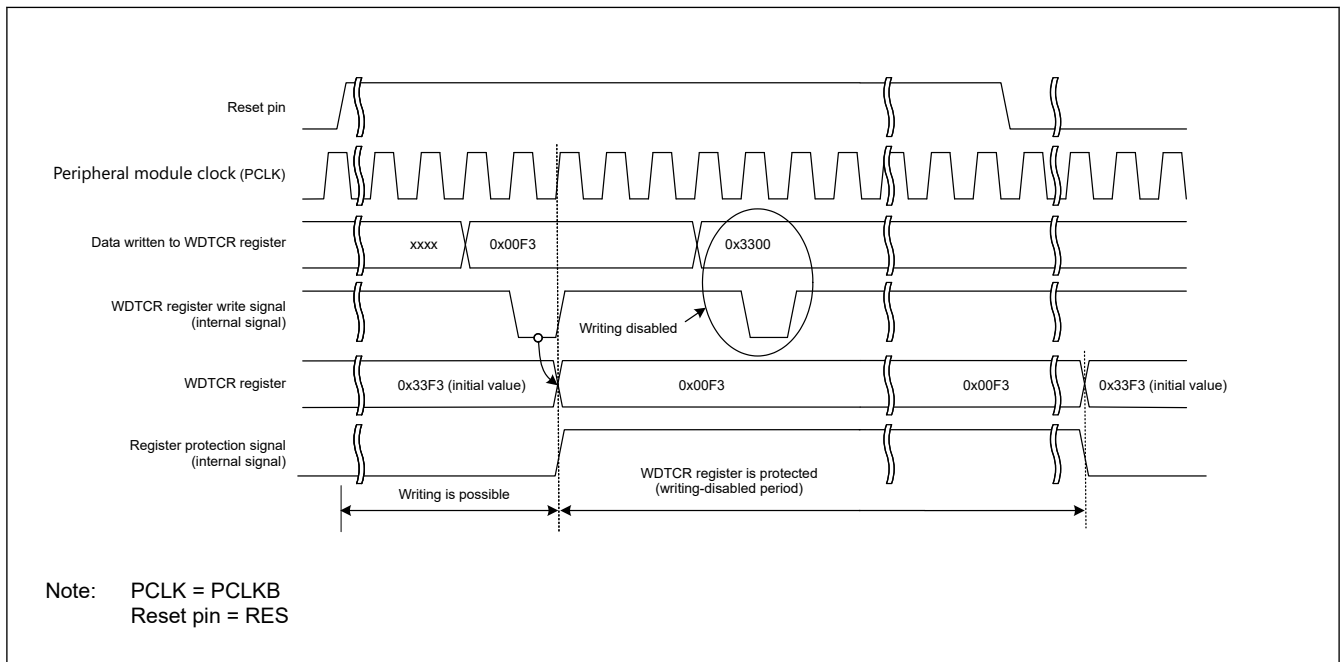 Reset pin
Peripheral module clock (PCLK)
Data written to WDTCR register
xxxx
0x00F3
0x3300
WDTCR register write signal
(internal signal)
Writing disabled
WDTCR register
0x33F3 (initial value)
0x00F3
0x00F3
0x33F3 (initial value)
Register protection signal
(internal signal)
Writing is possible
WDTCR register is protected
(writing-disabled period)
Note: PCLK = PCLKB
Reset pin = RES